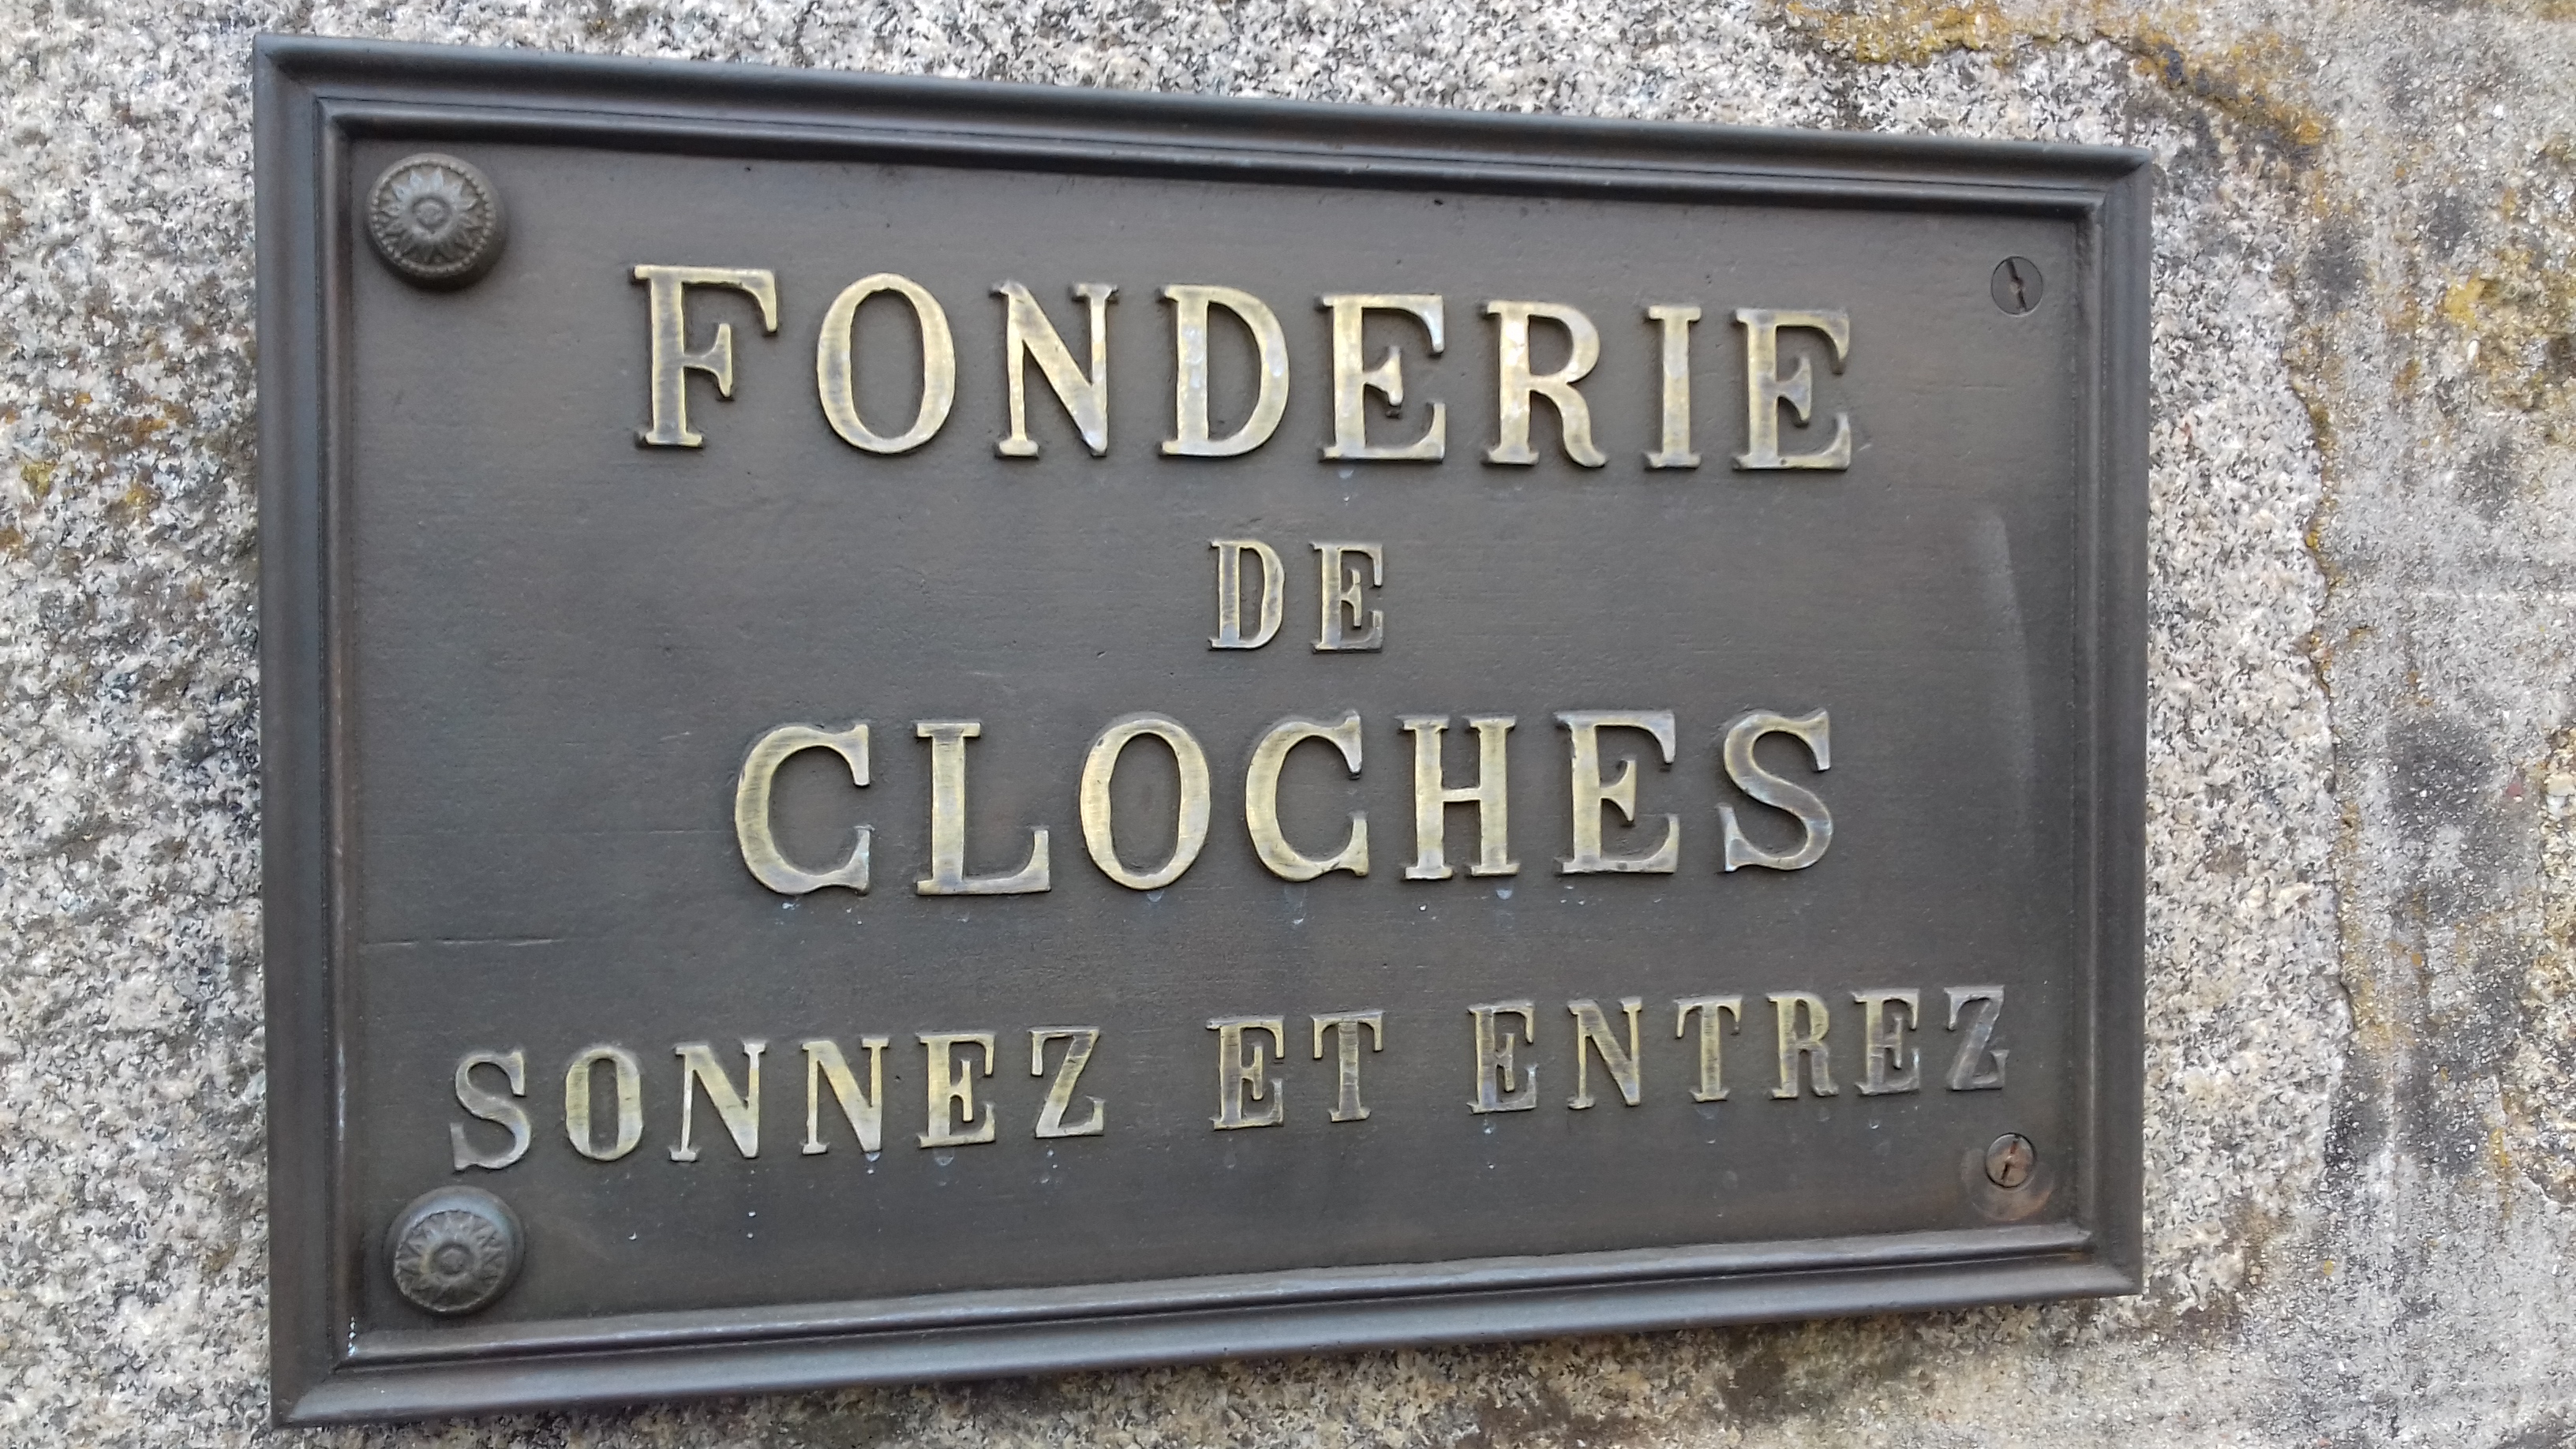 FONDERIE
DE
CLOCHES
SONNEZ ET ENTREZ